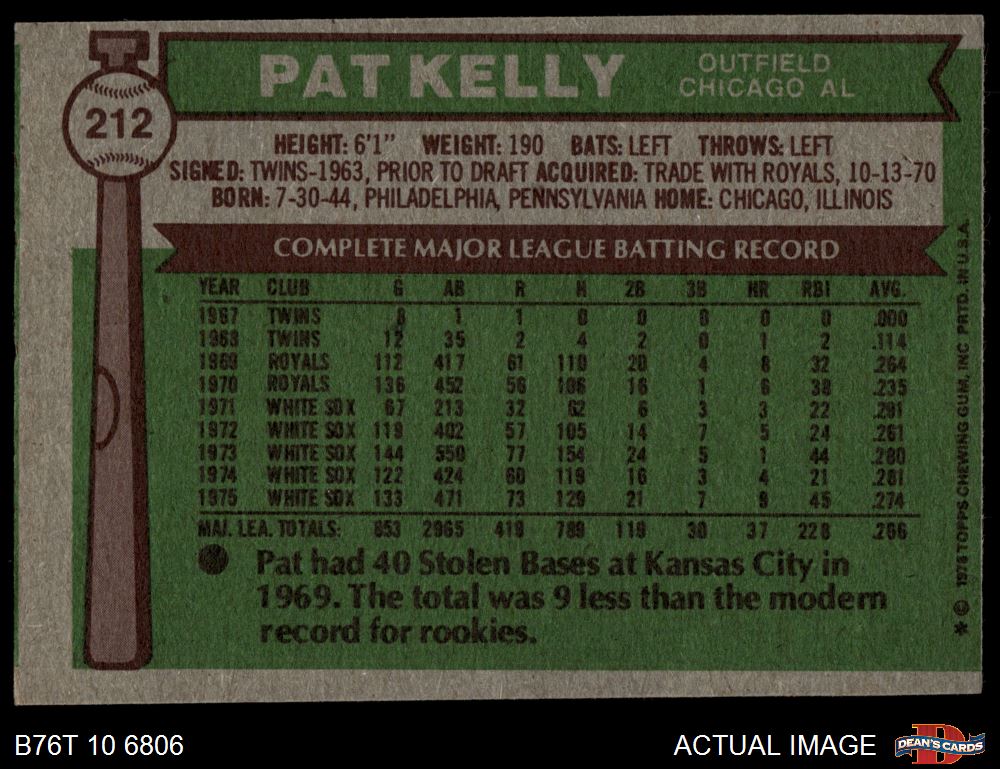 212
PAT KELLY
OUTFIELD
CHICAGO AL
HEIGHT: 6'1" WEIGHT: 190 BATS: LEFT THROWS: LEFT
SIGNED: TWINS-1963, PRIOR TO DRAFT ACQUIRED: TRADE WITH ROYALS, 10-13-70
BORN: 7-30-44, PHILADELPHIA, PENNSYLVANIA HOME: CHICAGO, ILLINOIS
COMPLETE MAJOR LEAGUE BATTING RECORD
YEAR CLUB G AB R H 2B 3B HR RBI AVG.
1967 TWINS 8 1 1 0 0 0 0 0 .000
1968 TWINS 12 35 2 4 2 0 1 2 .114
1969 ROYALS 112 417 61 110 20 4 8 32 .264
1970 ROYALS 136 452 56 106 16 1 6 38 .235
1971 WHITE SOX 67 213 32 62 6 3 3 22 .291
1972 WHITE SOX 119 402 57 105 14 7 5 24 .261
1973 WHITE SOX 144 550 77 154 24 5 1 44 .280
1974 WHITE SOX 122 424 60 119 16 3 4 21 .281
1975 WHITE SOX 133 471 73 129 21 7 9 45 .274
MAJ. LEA. TOTALS: 853 2965 419 789 119 30 37 228 .266
● Pat had 40 Stolen Bases at Kansas City in
1969. The total was 9 less than the modern
record for rookies.
* © 1976 TOPPS CHEWING GUM, INC PRTD. IN U.S.A.
B76T 10 6806
ACTUAL IMAGE
DEAN'S CARDS